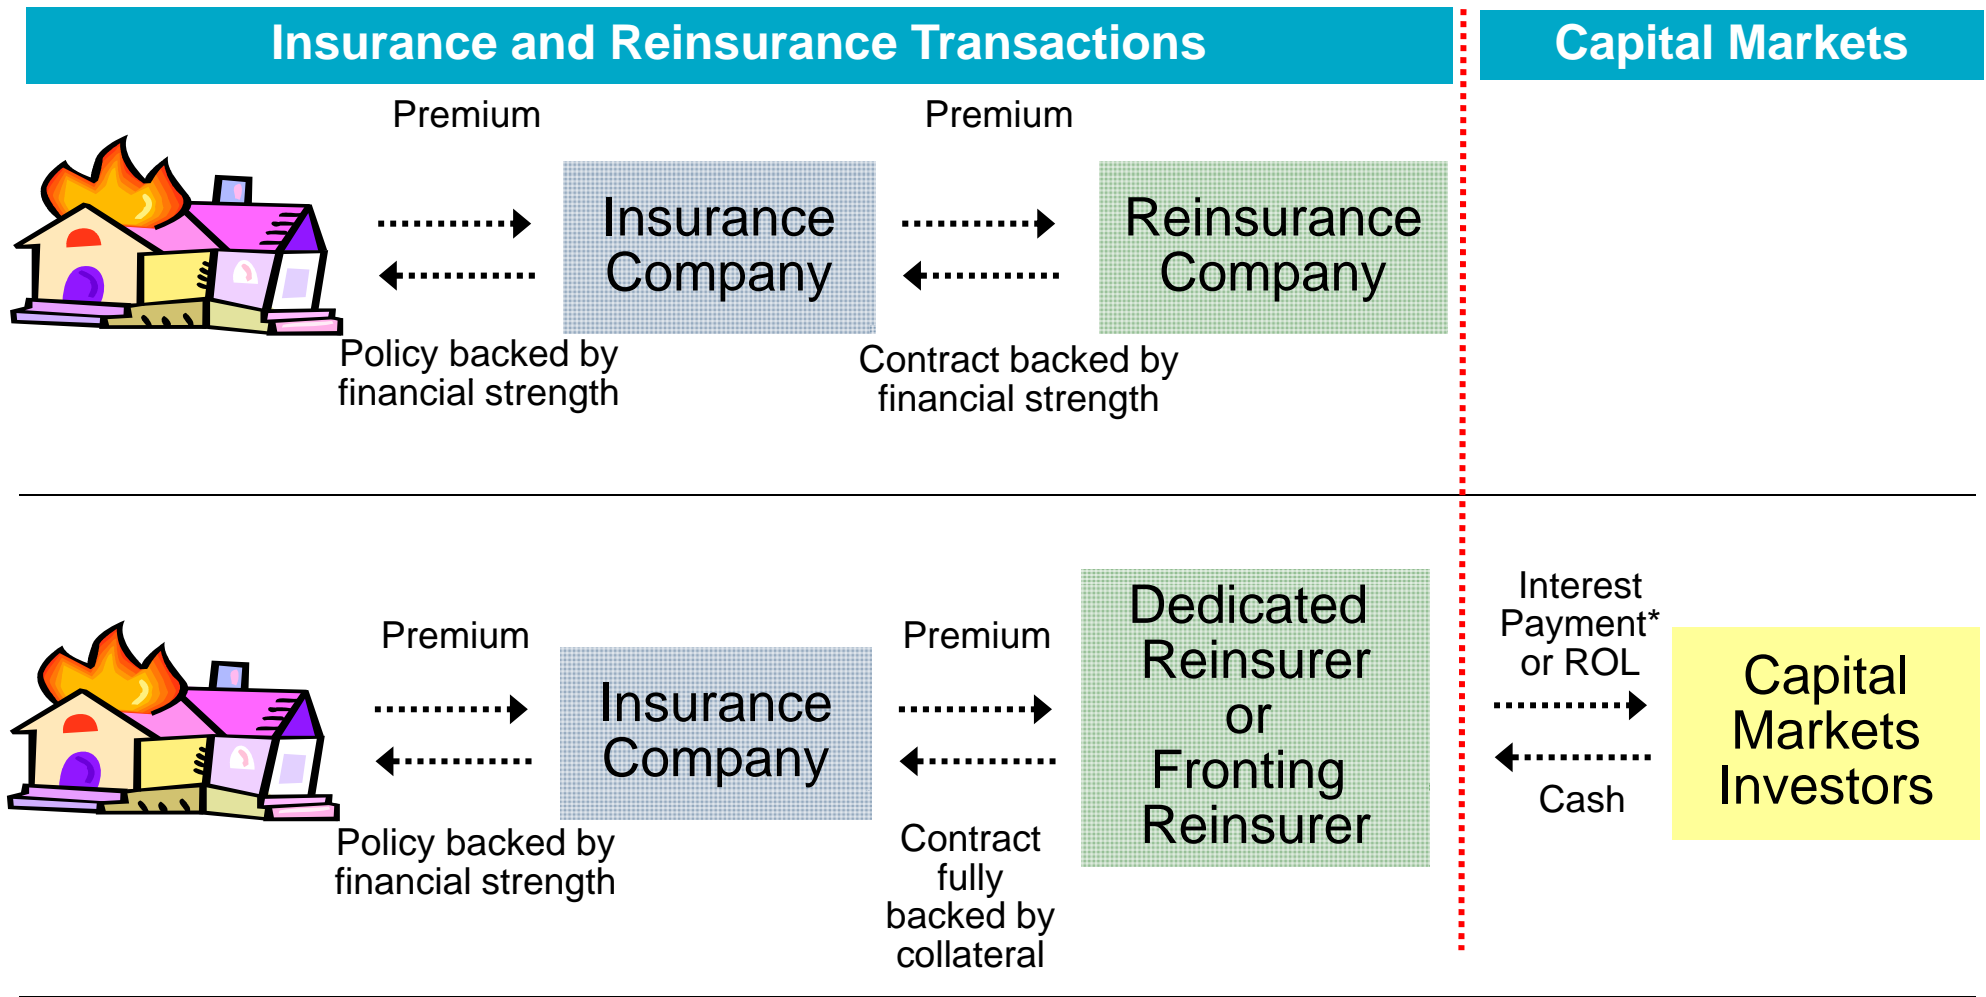 Insurance and Reinsurance Transactions
Capital Markets
Premium
Premium
Insurance
Company
Reinsurance
Company
Policy backed by
financial strength
Contract backed by
financial strength
Premium
Insurance
Company
Policy backed by
financial strength
Premium
Contract
fully
backed by
collateral
Dedicated
Reinsurer
or
Fronting
Reinsurer
Interest
Payment*
or ROL
Cash
Capital
Markets
Investors